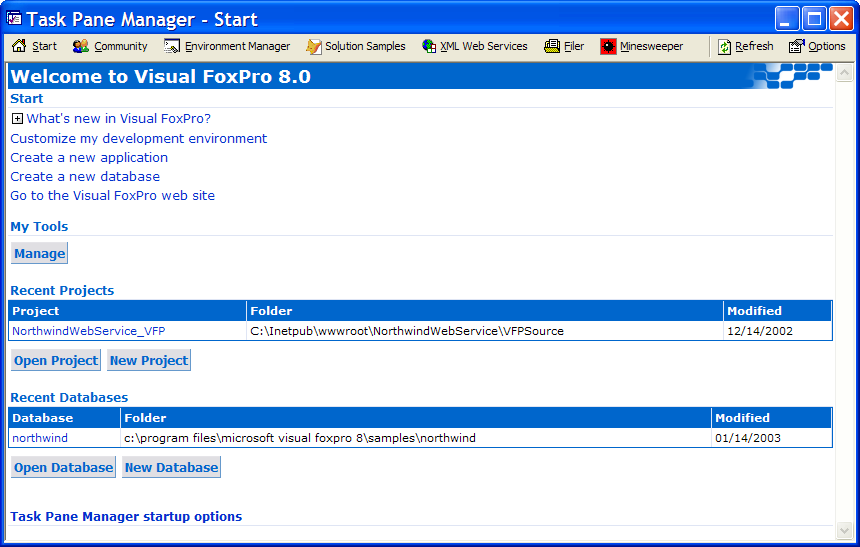 Task Pane Manager - Start
Start Community Environment Manager Solution Samples XML Web Services Filer Minesweeper Refresh Options
Welcome to Visual FoxPro 8.0
Start
What's new in Visual FoxPro?
Customize my development environment
Create a new application
Create a new database
Go to the Visual FoxPro web site
My Tools
Manage
Recent Projects
Project Folder Modified
NorthwindWebService_VFP C:\Inetpub\wwwroot\NorthwindWebService\VFPSource 12/14/2002
Open Project New Project
Recent Databases
Database Folder Modified
northwind c:\program files\microsoft visual foxpro 8\samples\northwind 01/14/2003
Open Database New Database
Task Pane Manager startup options